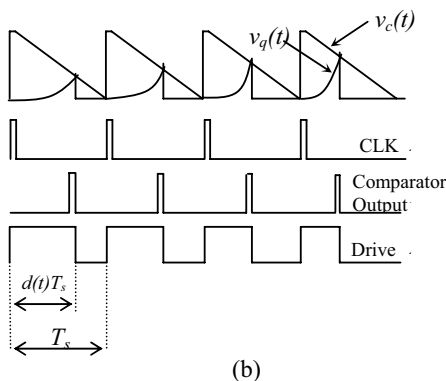 v_q(t) v_c(t)
CLK
Comparator
Output
Drive
d(t)T_s
T_s
(b)